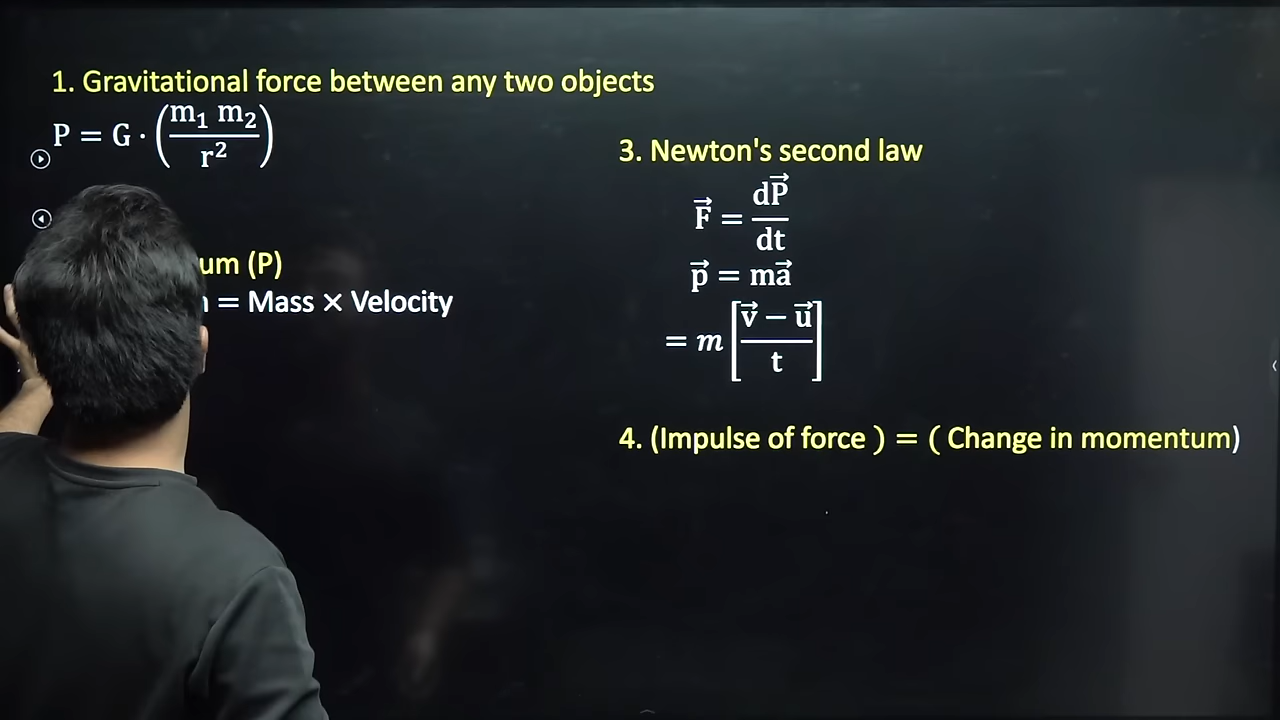 1. Gravitational force between any two objects
P = G · (m₁ m₂ / r²)
um (P)
= Mass × Velocity
3. Newton's second law
F⃗ = dP⃗ / dt
p⃗ = ma⃗
= m [v⃗ − u⃗ / t]
4. (Impulse of force ) = ( Change in momentum)